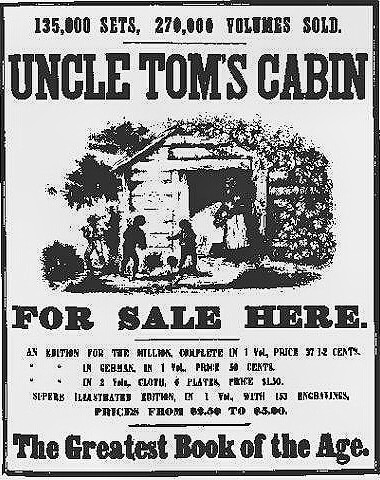 135,000 SETS, 270,000 VOLUMES SOLD.
UNCLE TOM'S CABIN
FOR SALE HERE.
AN EDITION FOR THE MILLION, COMPLETE IN 1 Vol., PRICE 37 1-2 CENTS.
" " IN GERMAN, IN 1 Vol., PRICE 50 CENTS.
" " IN 2 Vols., CLOTH, 6 PLATES, PRICE $1.50.
SUPERB ILLUSTRATED EDITION, IN 1 Vol., WITH 153 ENGRAVINGS,
PRICES FROM $2.50 TO $5.00.
The Greatest Book of the Age.